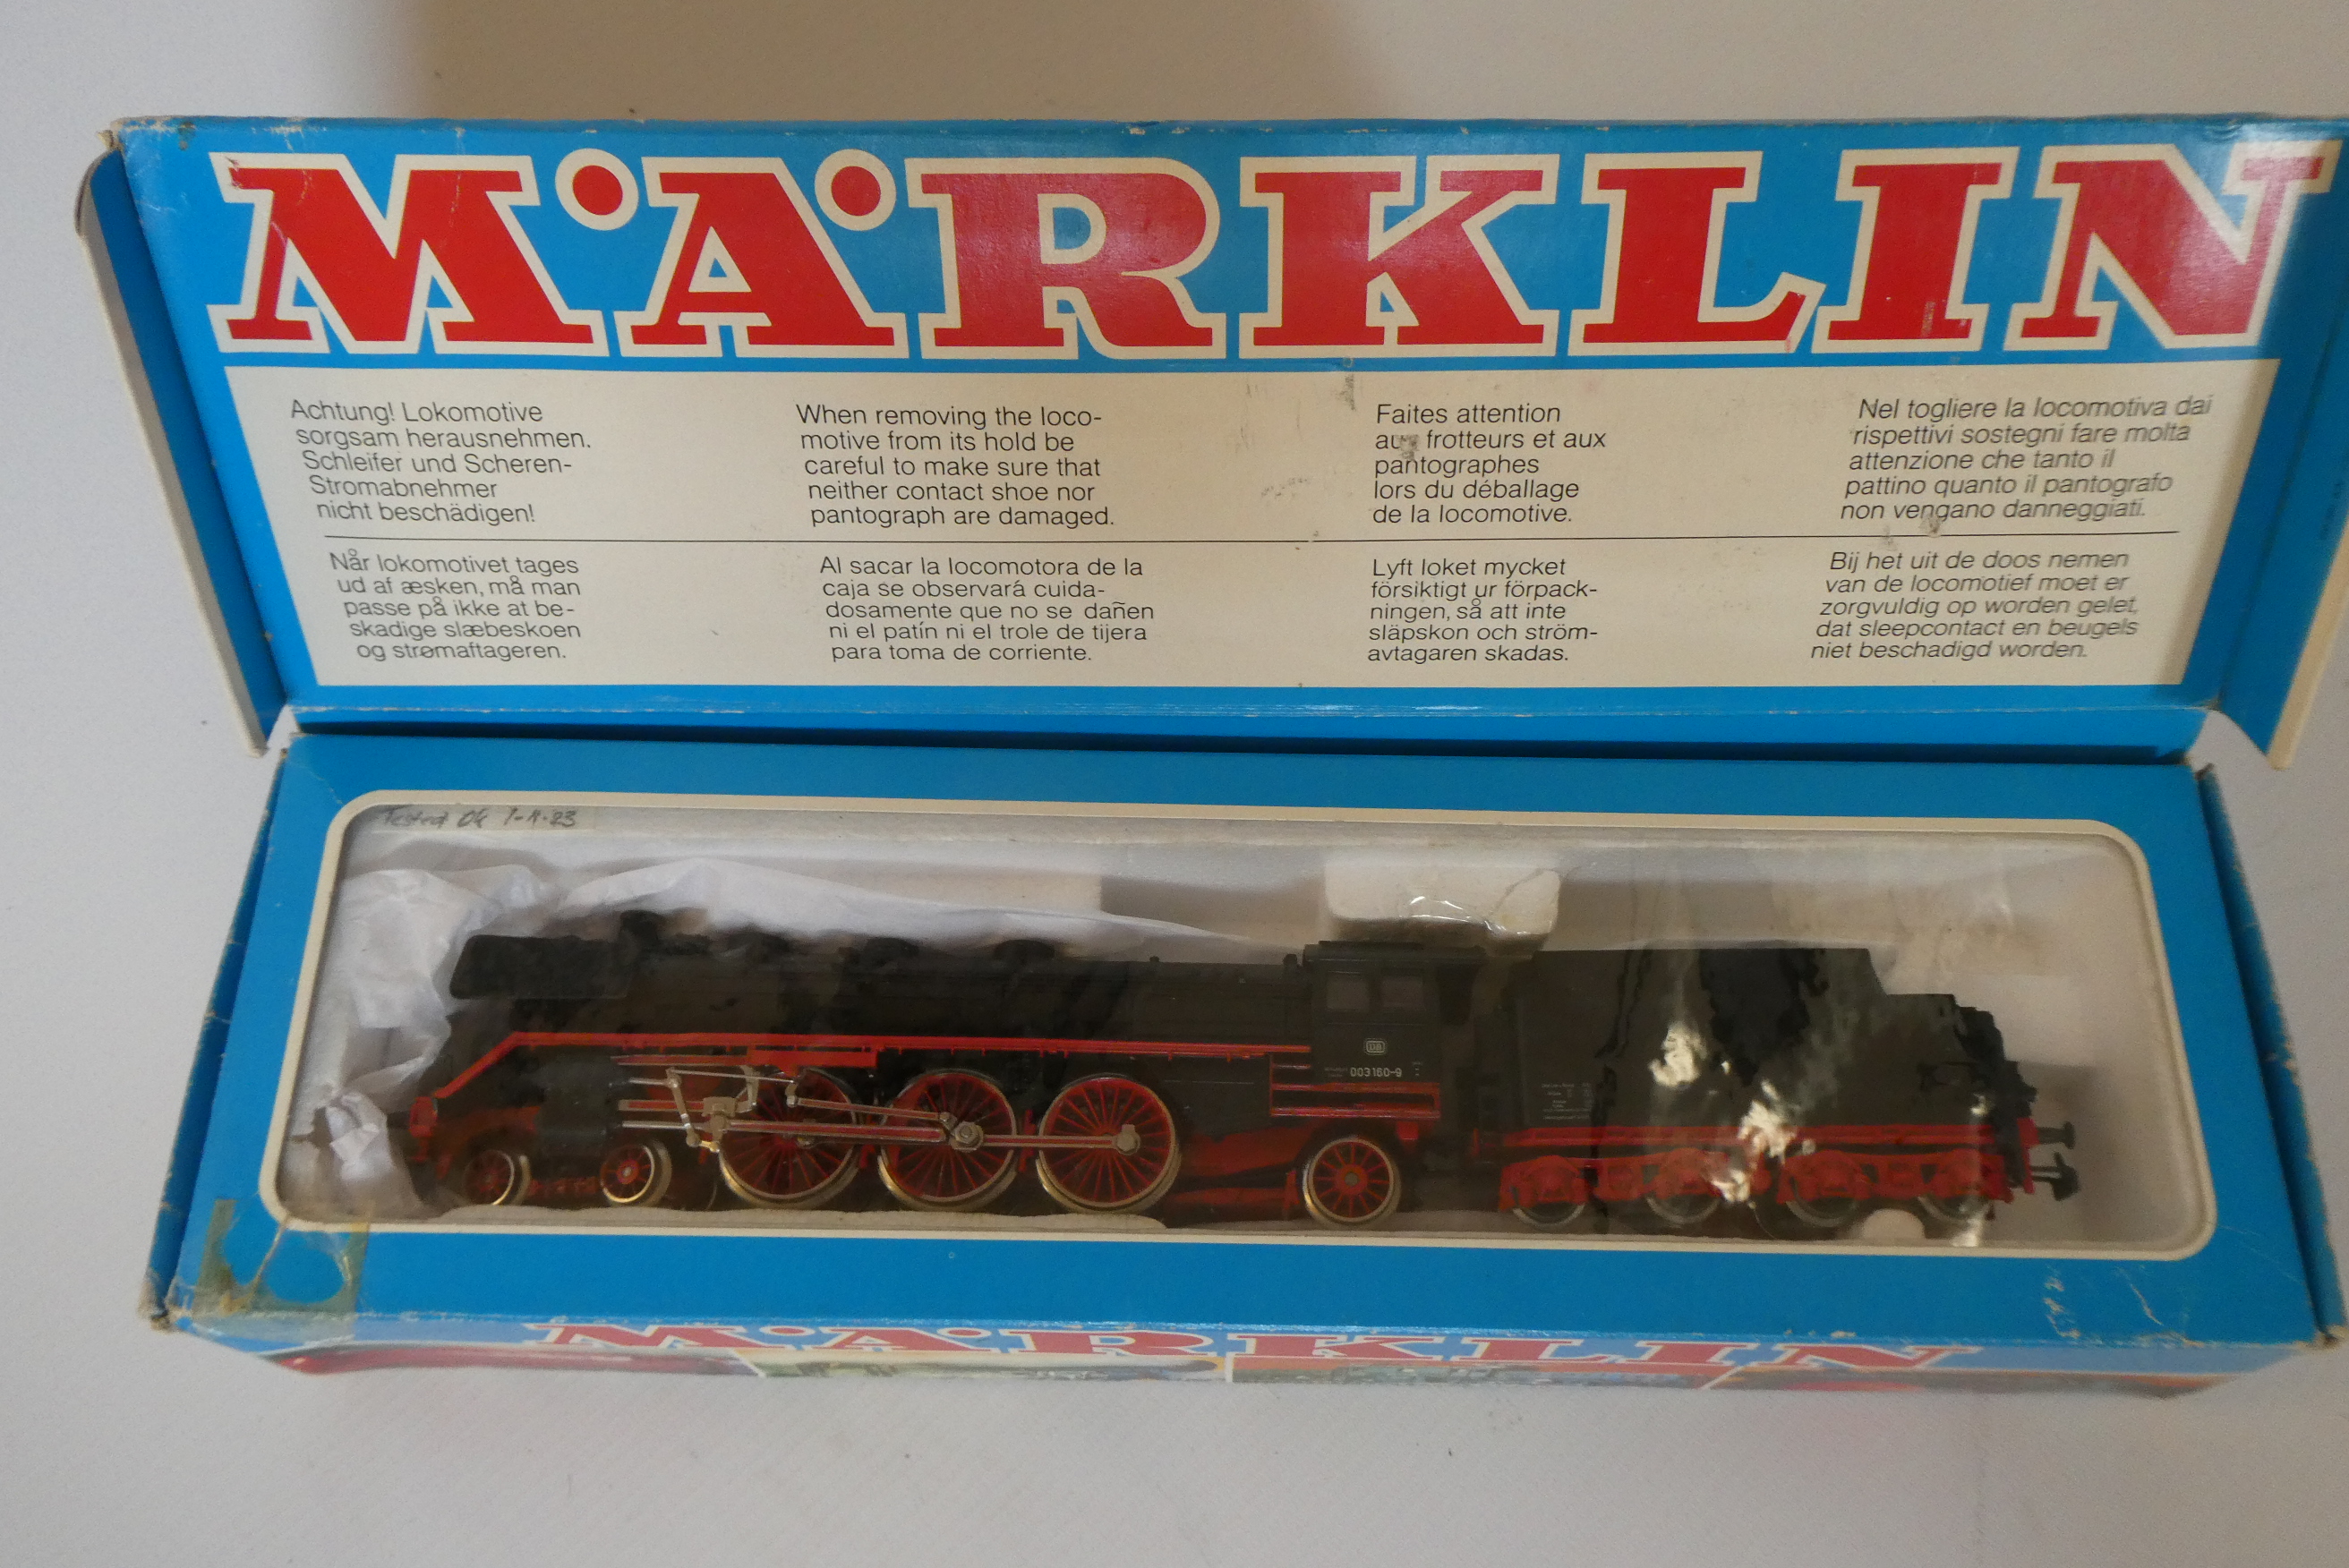 MÄRKLIN
Achtung! Lokomotive
sorgsam herausnehmen.
Schleifer und Scheren-
Stromabnehmer
nicht beschädigen!
When removing the loco-
motive from its hold be
careful to make sure that
neither contact shoe nor
pantograph are damaged.
Faites attention
aux frotteurs et aux
pantographes
lors du déballage
de la locomotive.
Nel togliere la locomotiva dai
rispettivi sostegni fare molta
attenzione che tanto il
pattino quanto il pantografo
non vengano danneggiati.
Når lokomotivet tages
ud af æsken, må man
passe på ikke at be-
skadige slæbeskoen
og strømaftageren.
Al sacar la locomotora de la
caja se observará cuida-
dosamente que no se dañen
ni el patín ni el trole de tijera
para toma de corriente.
Lyft loket mycket
försiktigt ur förpack-
ningen, så att inte
släpskon och ström-
avtagaren skadas.
Bij het uit de doos nemen
van de locomotief moet er
zorgvuldig op worden gelet,
dat sleepcontact en beugels
niet beschadigd worden.
Tested Ok
DB
003160-9
MÄRKLIN